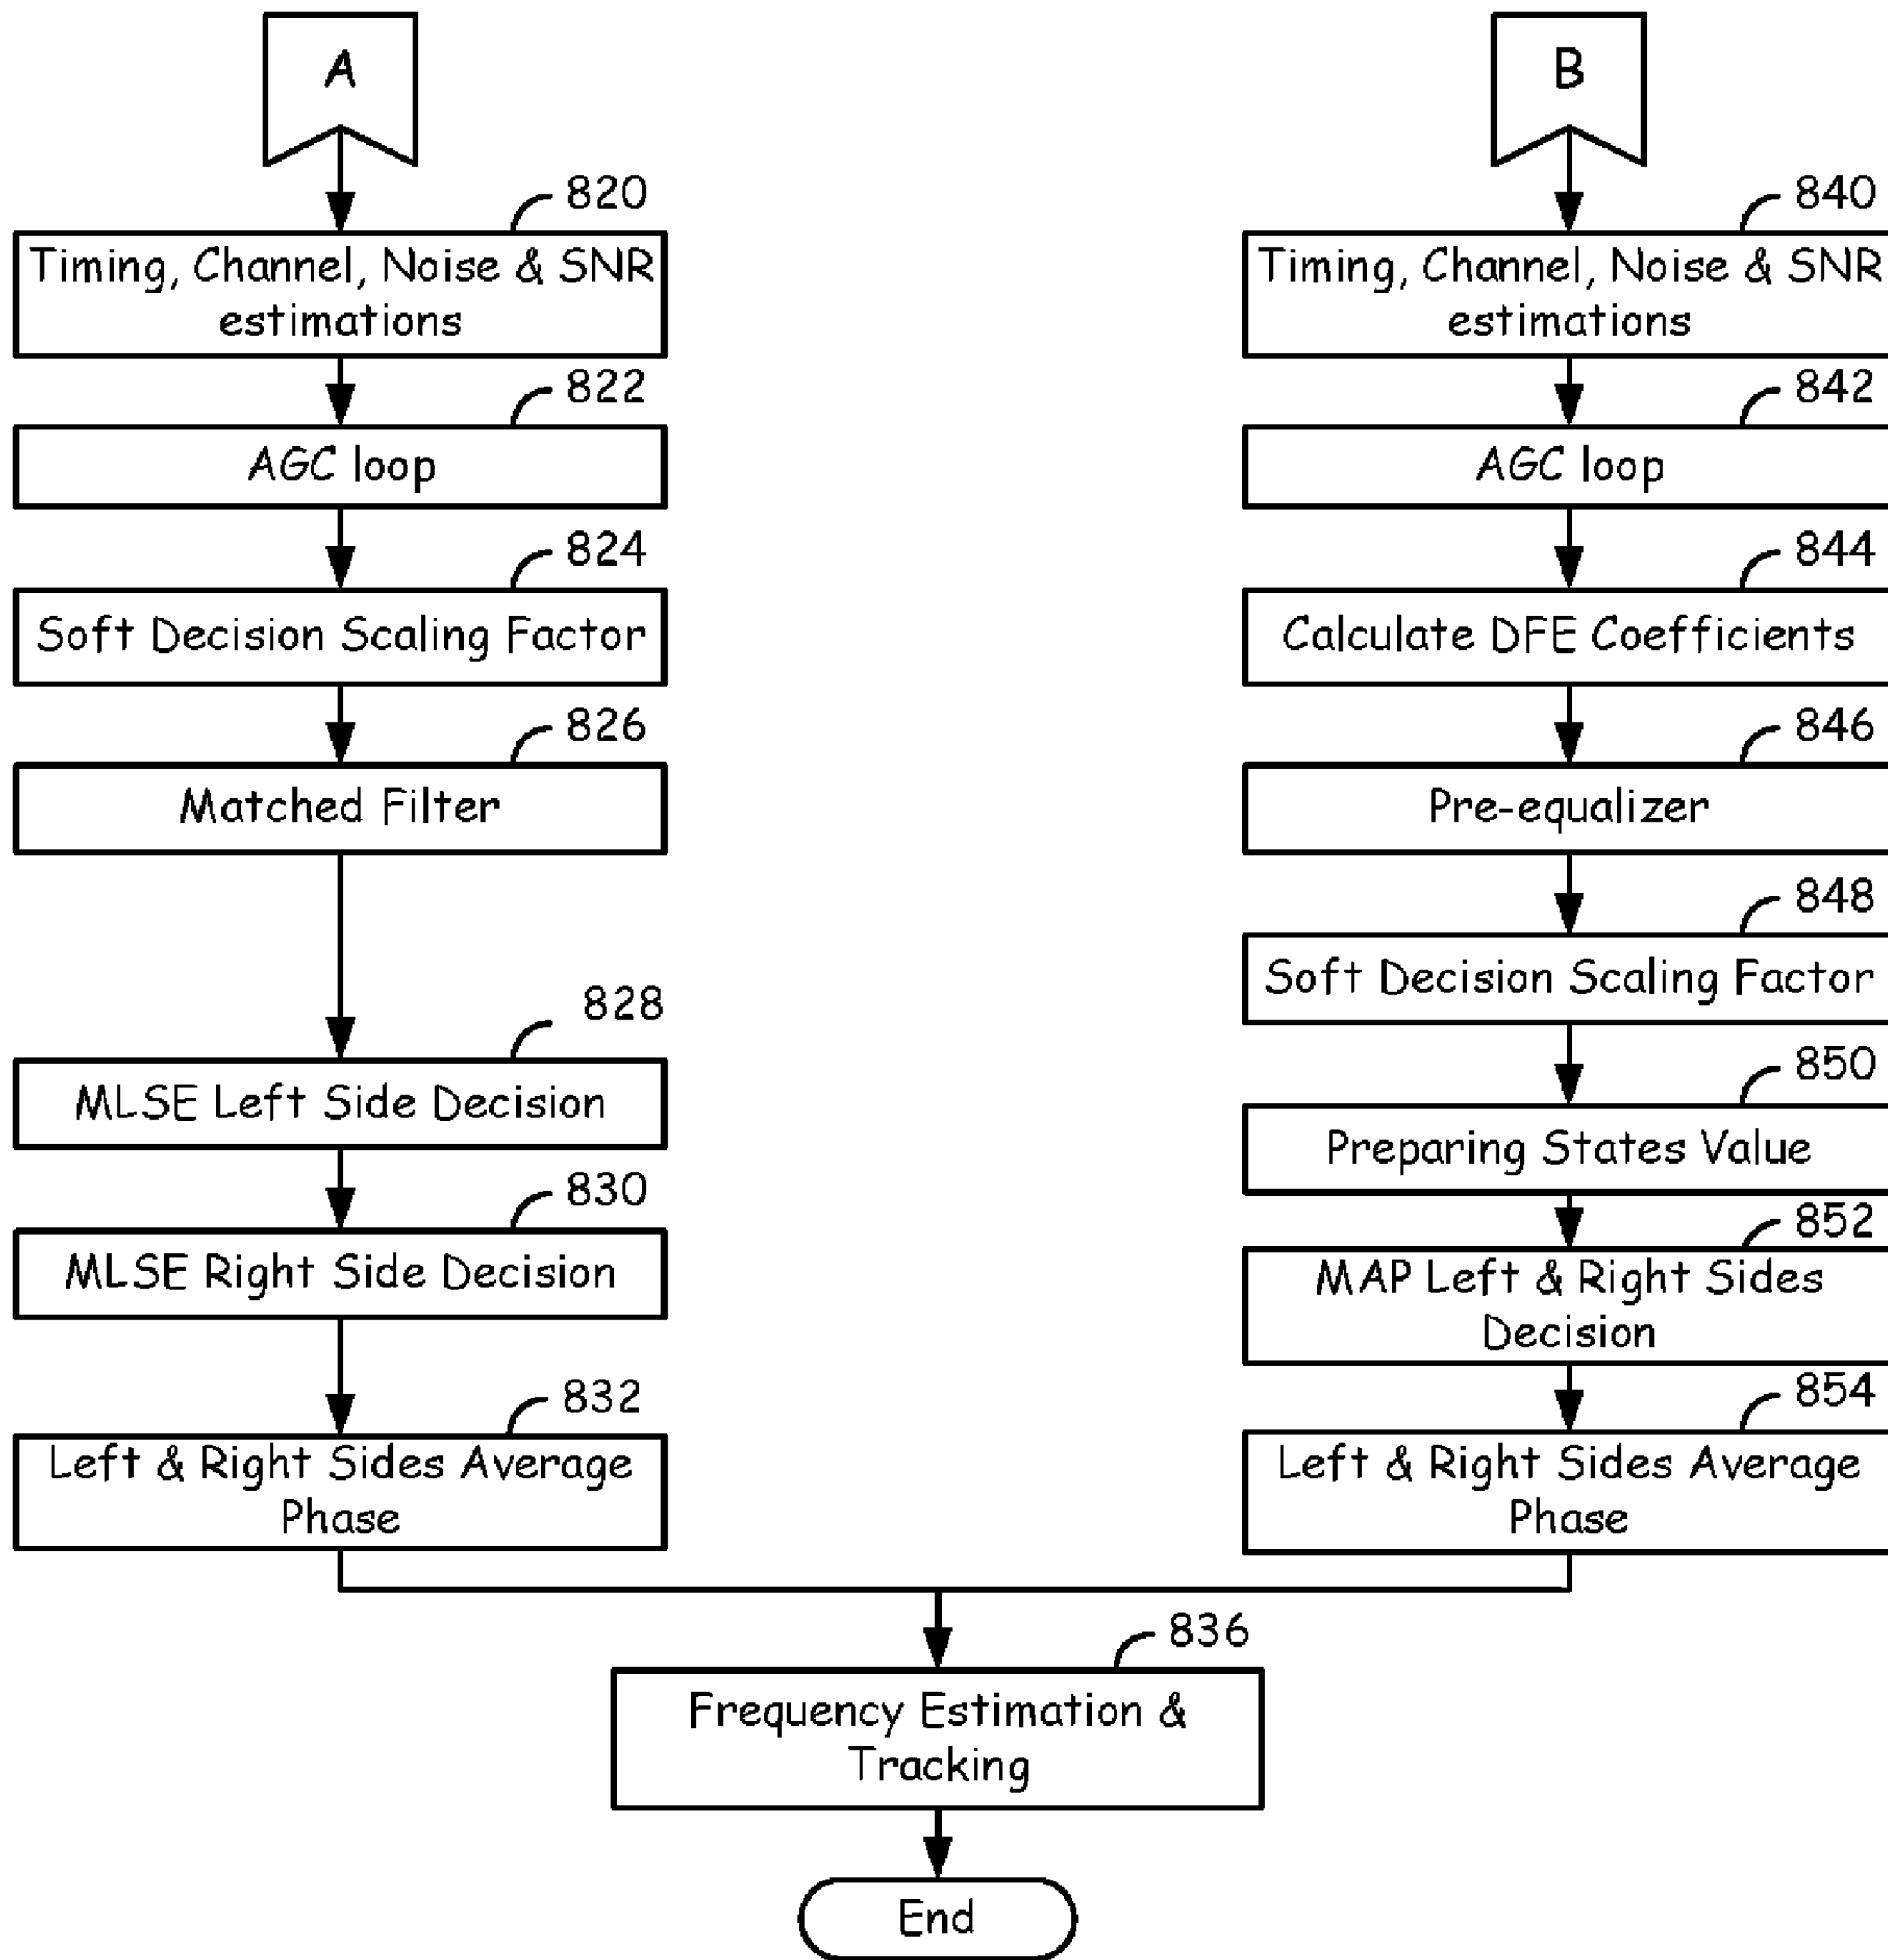 A
820
Timing, Channel, Noise & SNR
estimations
822
AGC loop
824
Soft Decision Scaling Factor
826
Matched Filter
828
MLSE Left Side Decision
830
MLSE Right Side Decision
832
Left & Right Sides Average
Phase
B
840
Timing, Channel, Noise & SNR
estimations
842
AGC loop
844
Calculate DFE Coefficients
846
Pre-equalizer
848
Soft Decision Scaling Factor
850
Preparing States Value
852
MAP Left & Right Sides
Decision
854
Left & Right Sides Average
Phase
836
Frequency Estimation &
Tracking
End